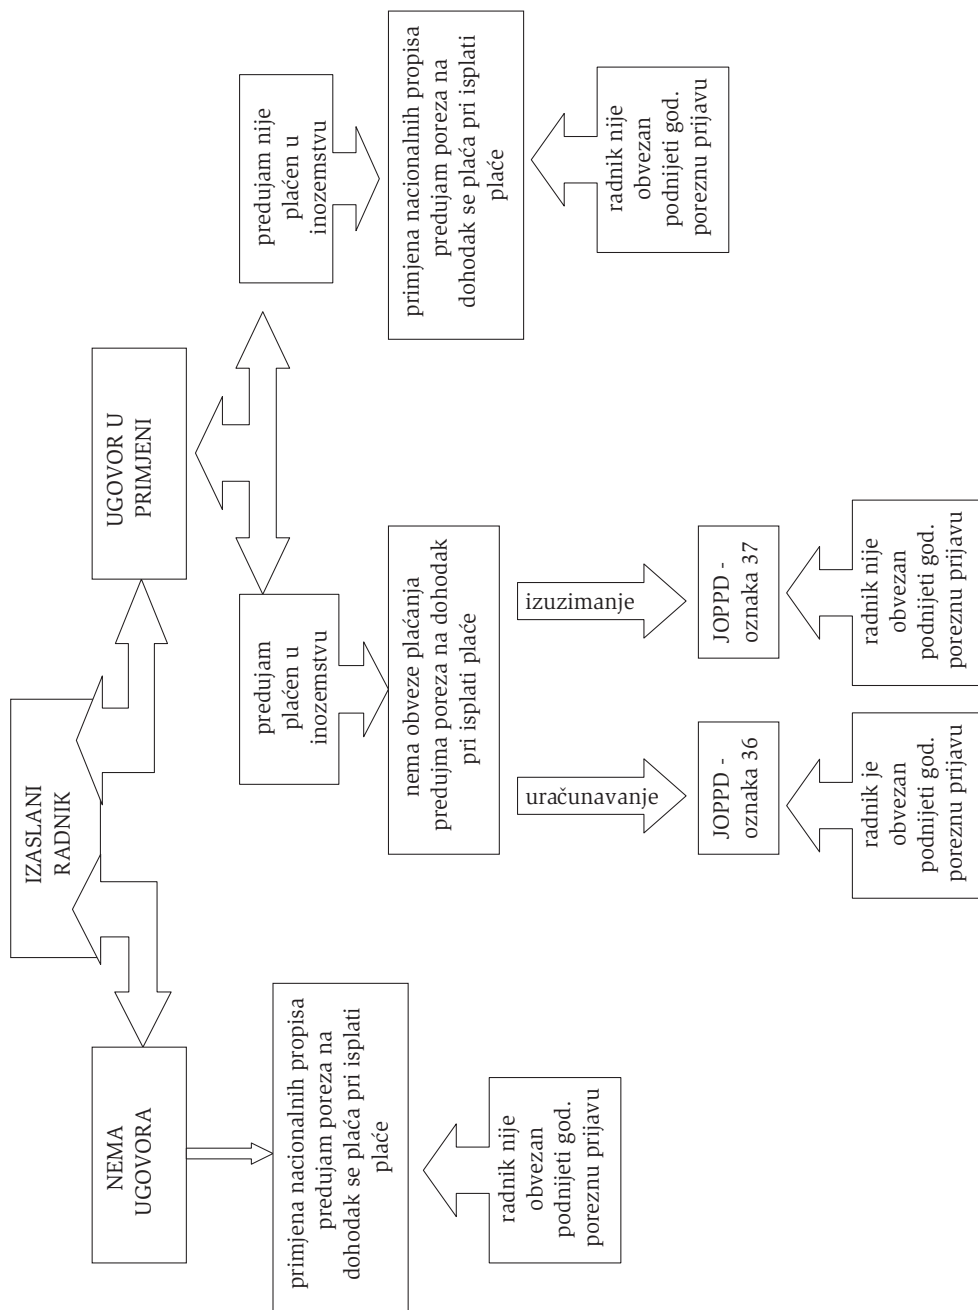 IZASLANI
RADNIK
NEMA
UGOVORA
UGOVOR U
PRIMJENI
primjena nacionalnih propisa
predujam poreza na
dohodak se plaća pri isplati
plaće
radnik nije
obvezan
podnijeti god.
poreznu prijavu
predujam
plaćen u
inozemstvu
predujam nije
plaćen u
inozemstvu
nema obveze plaćanja
predujma poreza na dohodak
pri isplati plaće
primjena nacionalnih propisa
predujam poreza na
dohodak se plaća pri isplati
plaće
uračunavanje
izuzimanje
radnik nije
obvezan
podnijeti god.
poreznu prijavu
JOPPD -
oznaka 36
JOPPD -
oznaka 37
radnik je
obvezan
podnijeti god.
poreznu prijavu
radnik nije
obvezan
podnijeti god.
poreznu prijavu